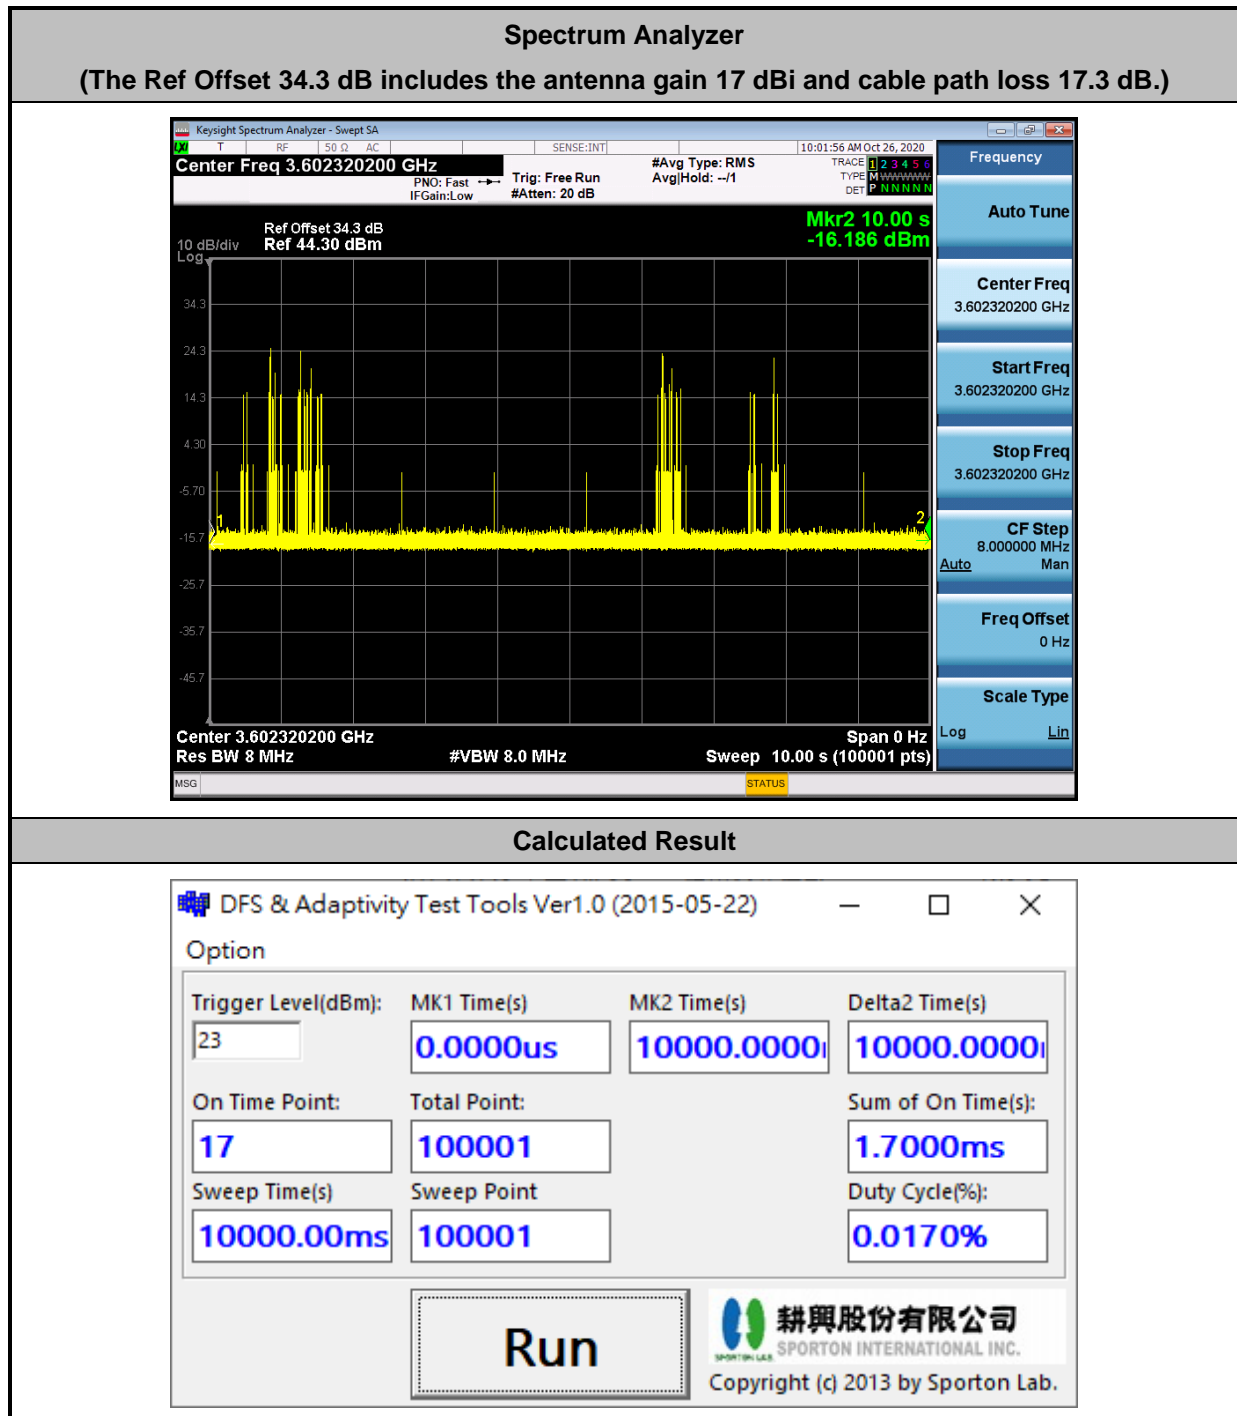 Spectrum Analyzer
(The Ref Offset 34.3 dB includes the antenna gain 17 dBi and cable path loss 17.3 dB.)
Keysight Spectrum Analyzer - Swept SA
LXI T RF 50 Ω AC SENSE:INT 10:01:56 AM Oct 26, 2020
Center Freq 3.602320200 GHz
PNO: Fast
IFGain:Low
Trig: Free Run
#Atten: 20 dB
#Avg Type: RMS
Avg|Hold: --/1
TRACE 1 2 3 4 5 6
TYPE M WWWWW
DET P N N N N N
Frequency
Auto Tune
Center Freq
3.602320200 GHz
Start Freq
3.602320200 GHz
Stop Freq
3.602320200 GHz
CF Step
8.000000 MHz
Auto Man
Freq Offset
0 Hz
Scale Type
Log Lin
Mkr2 10.00 s
-16.186 dBm
Ref Offset 34.3 dB
10 dB/div Ref 44.30 dBm
Log
34.3
24.3
14.3
4.30
-5.70
1
2
-15.7
-25.7
-35.7
-45.7
Center 3.602320200 GHz Span 0 Hz
Res BW 8 MHz #VBW 8.0 MHz Sweep 10.00 s (100001 pts)
MSG STATUS
Calculated Result
DFS & Adaptivity Test Tools Ver1.0 (2015-05-22)
Option
Trigger Level(dBm): MK1 Time(s) MK2 Time(s) Delta2 Time(s)
23 0.0000us 10000.0000 10000.0000
On Time Point: Total Point: Sum of On Time(s):
17 100001 1.7000ms
Sweep Time(s) Sweep Point Duty Cycle(%):
10000.00ms 100001 0.0170%
Run
耕興股份有限公司
SPORTON LAB. SPORTON INTERNATIONAL INC.
Copyright (c) 2013 by Sporton Lab.